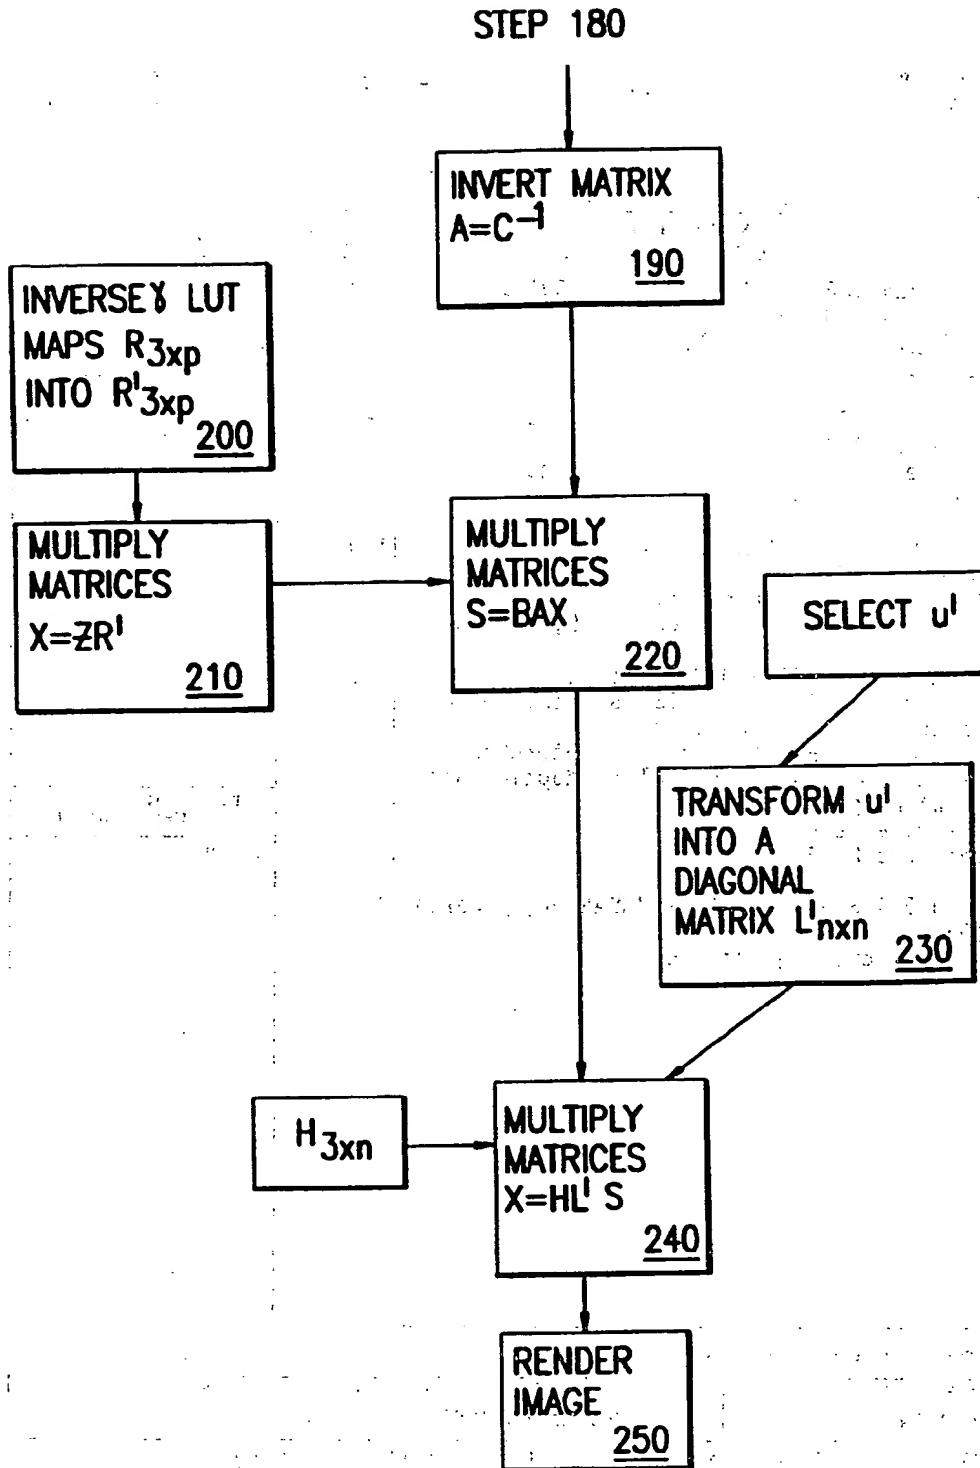 STEP 180
INVERT MATRIX
A=C⁻¹
190
INVERSE γ LUT
MAPS R3xp
INTO R'3xp
200
MULTIPLY
MATRICES
X=ZR'
210
MULTIPLY
MATRICES
S=BAX
220
SELECT u'
TRANSFORM u'
INTO A
DIAGONAL
MATRIX L'nxn
230
H3xn
MULTIPLY
MATRICES
X=HL' S
240
RENDER
IMAGE
250